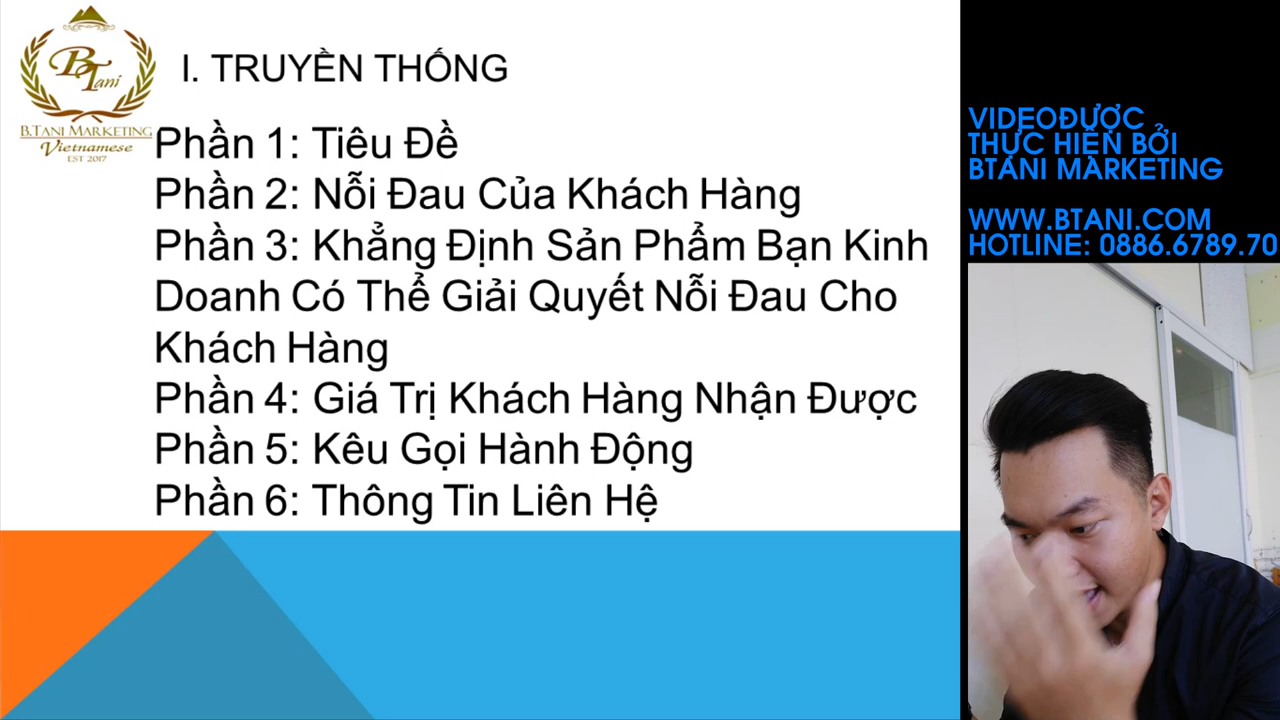 B.Tani
B.TANI MARKETING
Vietnamese
EST 2017
I. TRUYỀN THỐNG
Phần 1: Tiêu Đề
Phần 2: Nỗi Đau Của Khách Hàng
Phần 3: Khẳng Định Sản Phẩm Bạn Kinh
Doanh Có Thể Giải Quyết Nỗi Đau Cho
Khách Hàng
Phần 4: Giá Trị Khách Hàng Nhận Được
Phần 5: Kêu Gọi Hành Động
Phần 6: Thông Tin Liên Hệ
VIDEOĐƯỢC
THỰC HIỆN BỞI
BTANI MARKETING
WWW.BTANI.COM
HOTLINE: 0886.6789.70